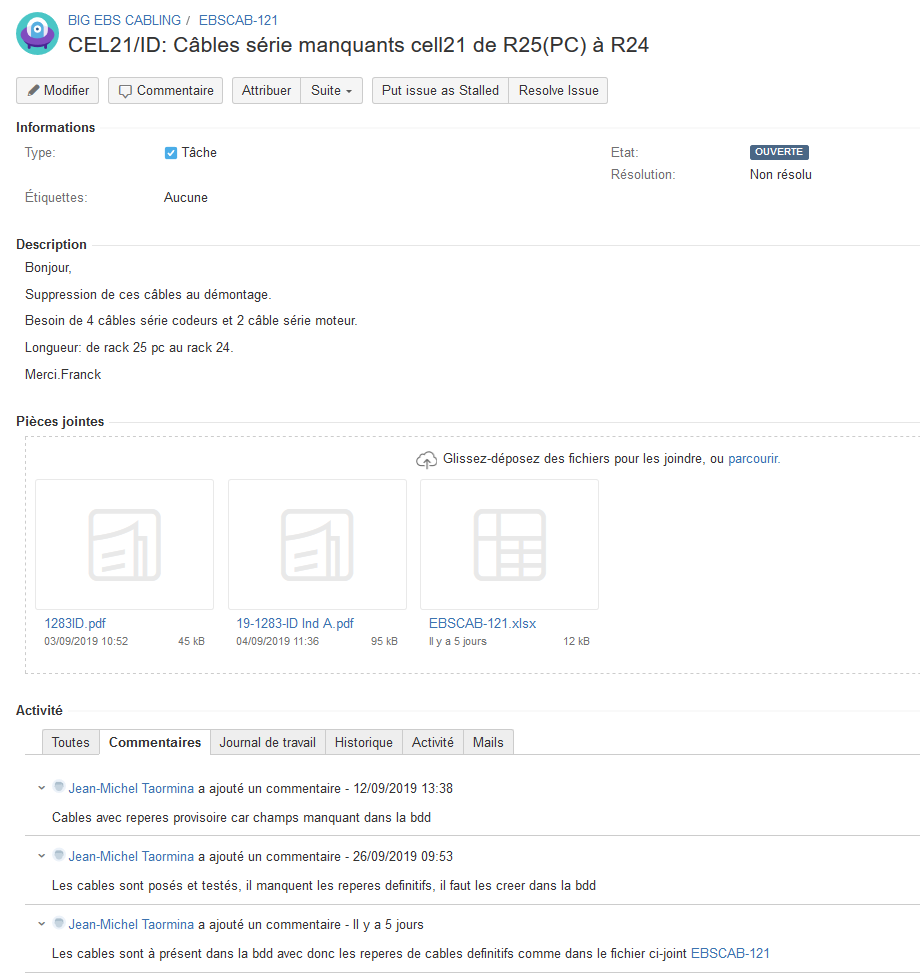 BIG EBS CABLING / EBSCAB-121
CEL21/ID: Câbles série manquants cell21 de R25(PC) à R24
Modifier Commentaire Attribuer Suite Put issue as Stalled Resolve Issue
Informations
Type: Tâche Etat: OUVERTE
Résolution: Non résolu
Étiquettes: Aucune
Description
Bonjour,
Suppression de ces câbles au démontage.
Besoin de 4 câbles série codeurs et 2 câble série moteur.
Longueur: de rack 25 pc au rack 24.
Merci.Franck
Pièces jointes
Glissez-déposez des fichiers pour les joindre, ou parcourir.
1283ID.pdf 19-1283-ID Ind A.pdf EBSCAB-121.xlsx
03/09/2019 10:52 45 kB 04/09/2019 11:36 95 kB Il y a 5 jours 12 kB
Activité
Toutes Commentaires Journal de travail Historique Activité Mails
Jean-Michel Taormina a ajouté un commentaire - 12/09/2019 13:38
Cables avec reperes provisoire car champs manquant dans la bdd
Jean-Michel Taormina a ajouté un commentaire - 26/09/2019 09:53
Les cables sont posés et testés, il manquent les reperes definitifs, il faut les creer dans la bdd
Jean-Michel Taormina a ajouté un commentaire - Il y a 5 jours
Les cables sont à présent dans la bdd avec donc les reperes de cables definitifs comme dans le fichier ci-joint EBSCAB-121